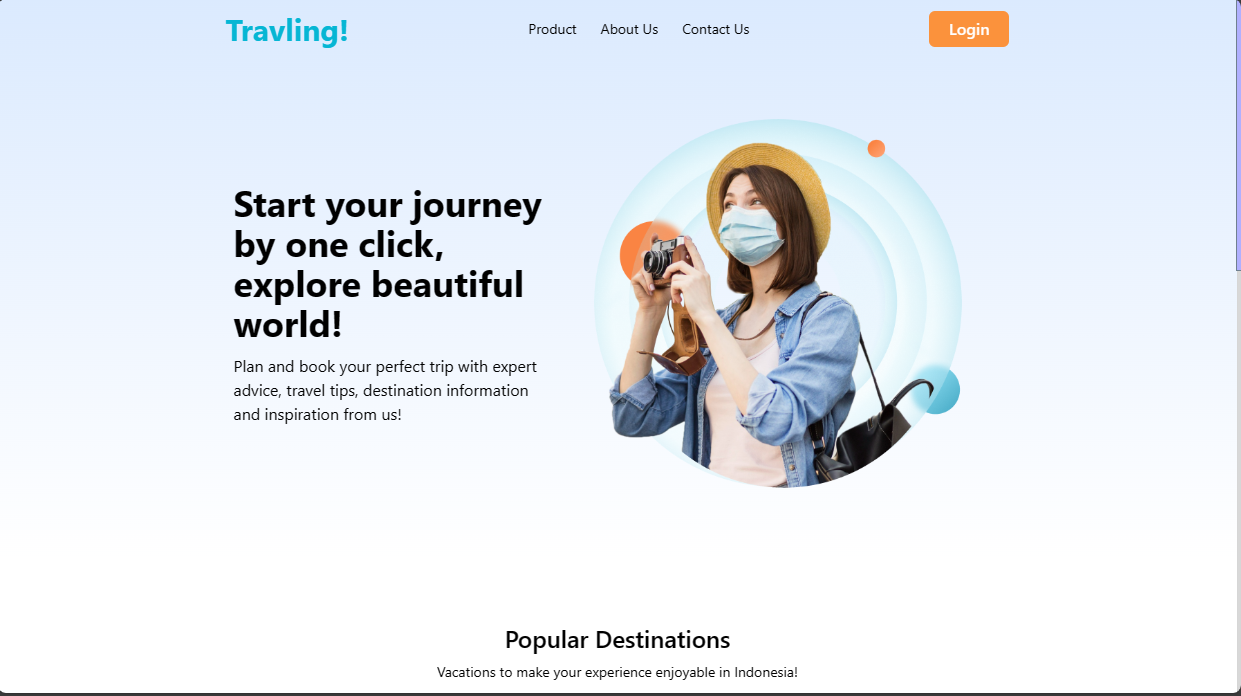 Travling!
Product
About Us
Contact Us
Login
Start your journey
by one click,
explore beautiful
world!
Plan and book your perfect trip with expert
advice, travel tips, destination information
and inspiration from us!
Popular Destinations
Vacations to make your experience enjoyable in Indonesia!